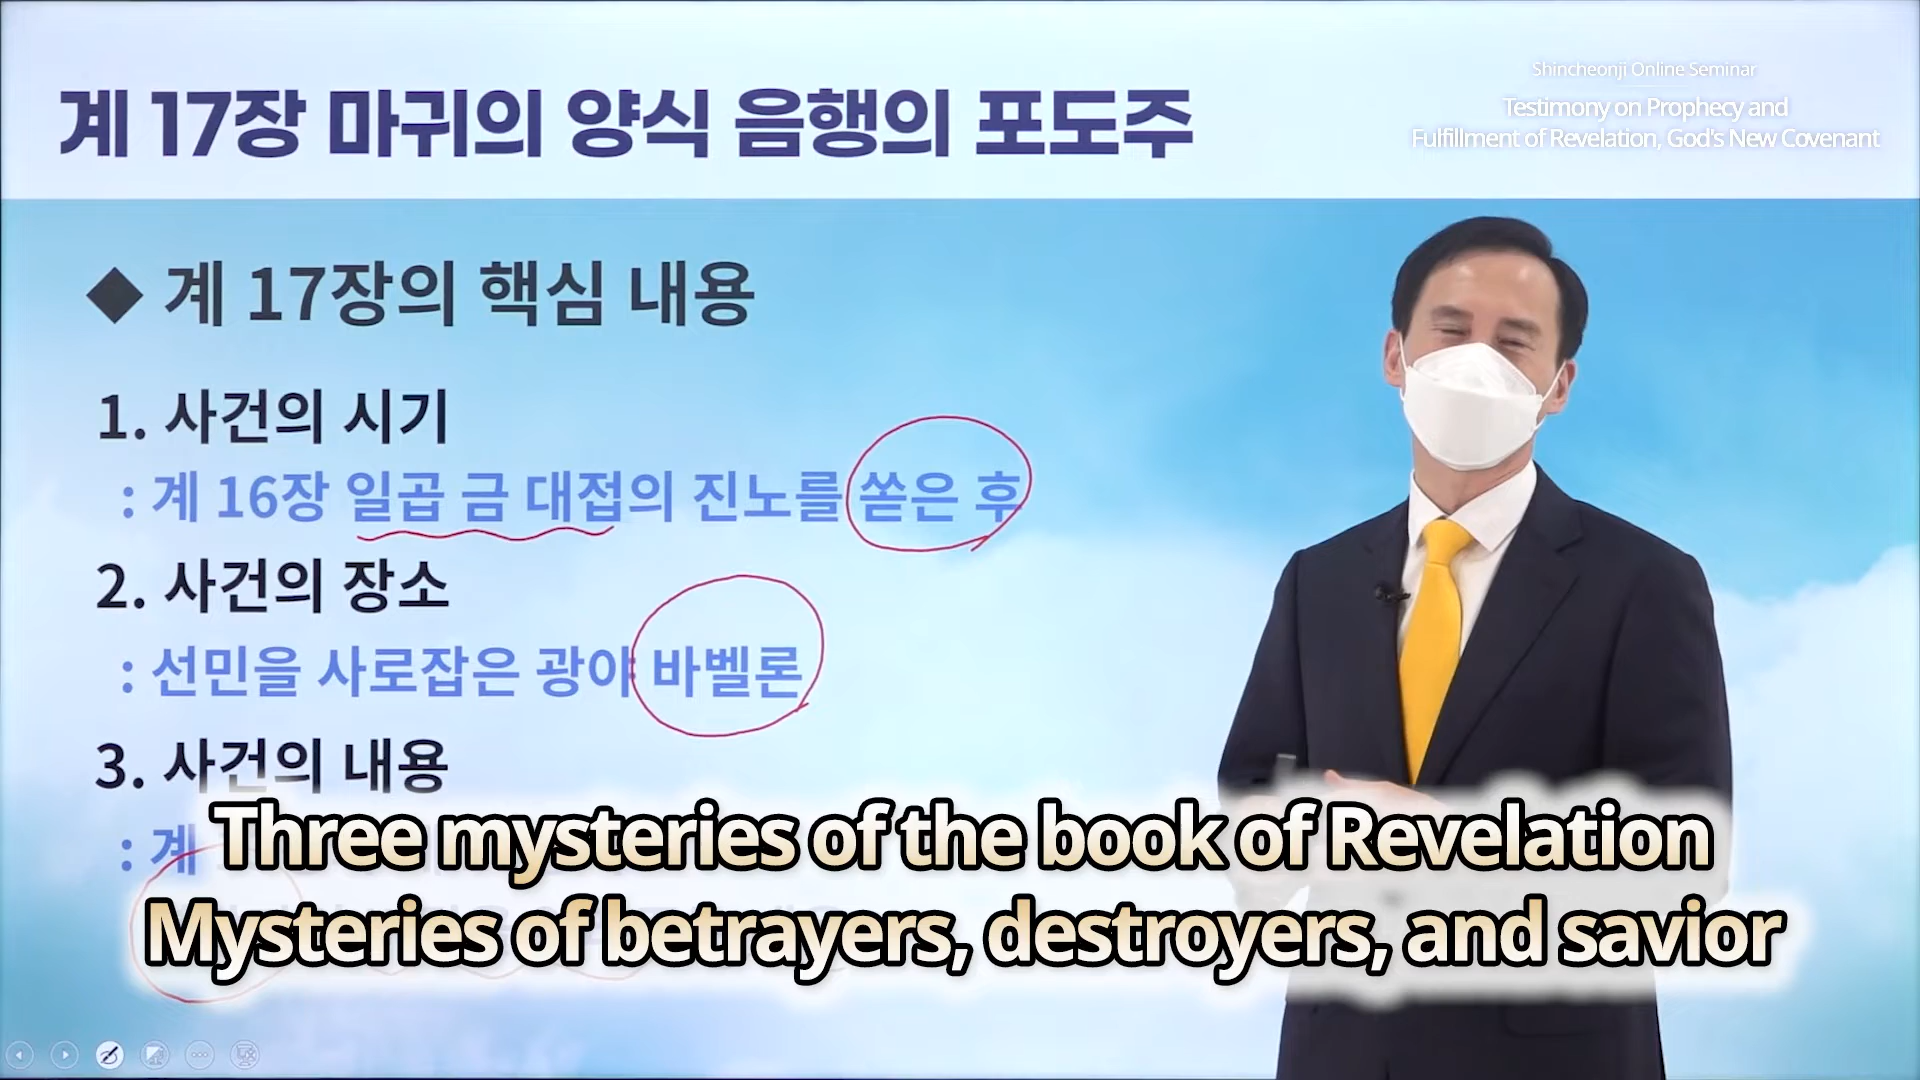 계 17장 마귀의 양식 음행의 포도주
Shincheonji Online Seminar
Testimony on Prophecy and
Fulfillment of Revelation, God's New Covenant
◆ 계 17장의 핵심 내용
1. 사건의 시기
: 계 16장 일곱 금 대접의 진노를 쏟은 후
2. 사건의 장소
: 선민을 사로잡은 광야 바벨론
3. 사건의 내용
: 계
Three mysteries of the book of Revelation
Mysteries of betrayers, destroyers, and savior